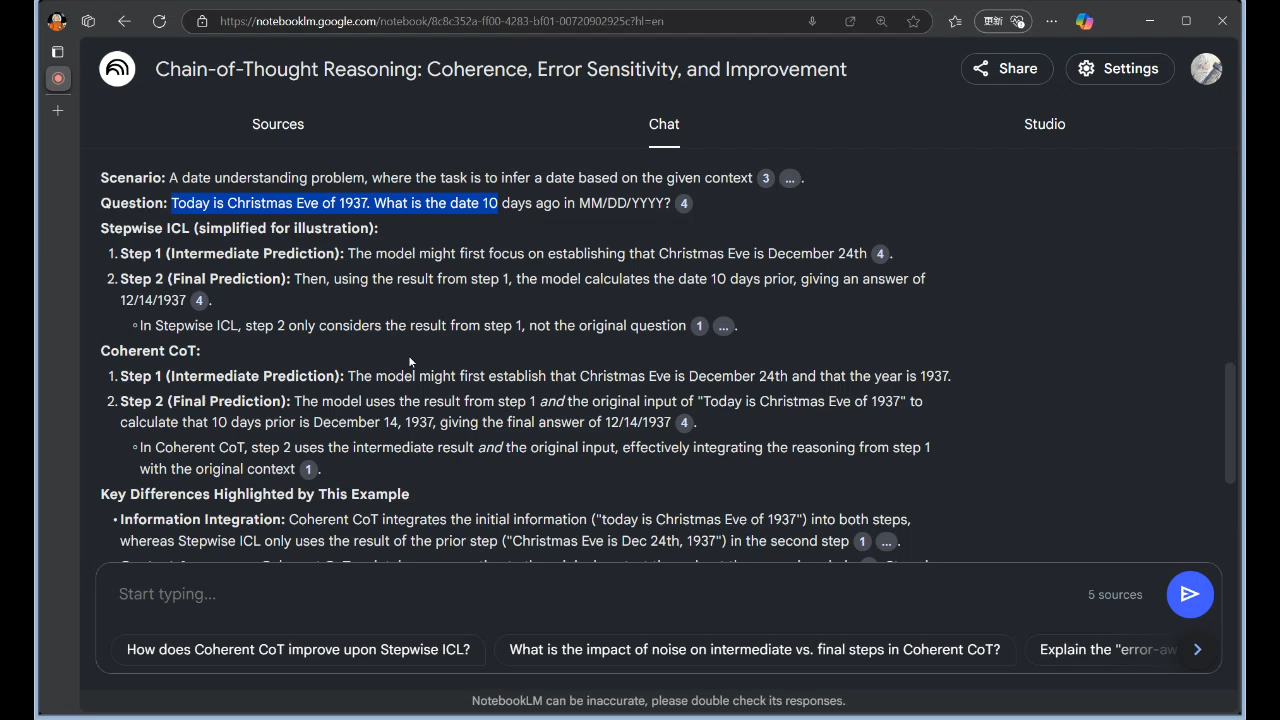 https://notebooklm.google.com/notebook/8c8c352a-ff00-4283-bf01-00720902925c?hl=en
更新
Chain-of-Thought Reasoning: Coherence, Error Sensitivity, and Improvement
Share
Settings
Sources
Chat
Studio
Scenario: A date understanding problem, where the task is to infer a date based on the given context 3 ... .
Question: Today is Christmas Eve of 1937. What is the date 10 days ago in MM/DD/YYYY? 4
Stepwise ICL (simplified for illustration):
1. Step 1 (Intermediate Prediction): The model might first focus on establishing that Christmas Eve is December 24th 4 .
2. Step 2 (Final Prediction): Then, using the result from step 1, the model calculates the date 10 days prior, giving an answer of
12/14/1937 4 .
◦ In Stepwise ICL, step 2 only considers the result from step 1, not the original question 1 ... .
Coherent CoT:
1. Step 1 (Intermediate Prediction): The model might first establish that Christmas Eve is December 24th and that the year is 1937.
2. Step 2 (Final Prediction): The model uses the result from step 1 and the original input of "Today is Christmas Eve of 1937" to
calculate that 10 days prior is December 14, 1937, giving the final answer of 12/14/1937 4 .
◦ In Coherent CoT, step 2 uses the intermediate result and the original input, effectively integrating the reasoning from step 1
with the original context 1 .
Key Differences Highlighted by This Example
• Information Integration: Coherent CoT integrates the initial information ("today is Christmas Eve of 1937") into both steps,
whereas Stepwise ICL only uses the result of the prior step ("Christmas Eve is Dec 24th, 1937") in the second step 1 ... .
Start typing...
5 sources
How does Coherent CoT improve upon Stepwise ICL?
What is the impact of noise on intermediate vs. final steps in Coherent CoT?
Explain the "error-aw
NotebookLM can be inaccurate, please double check its responses.